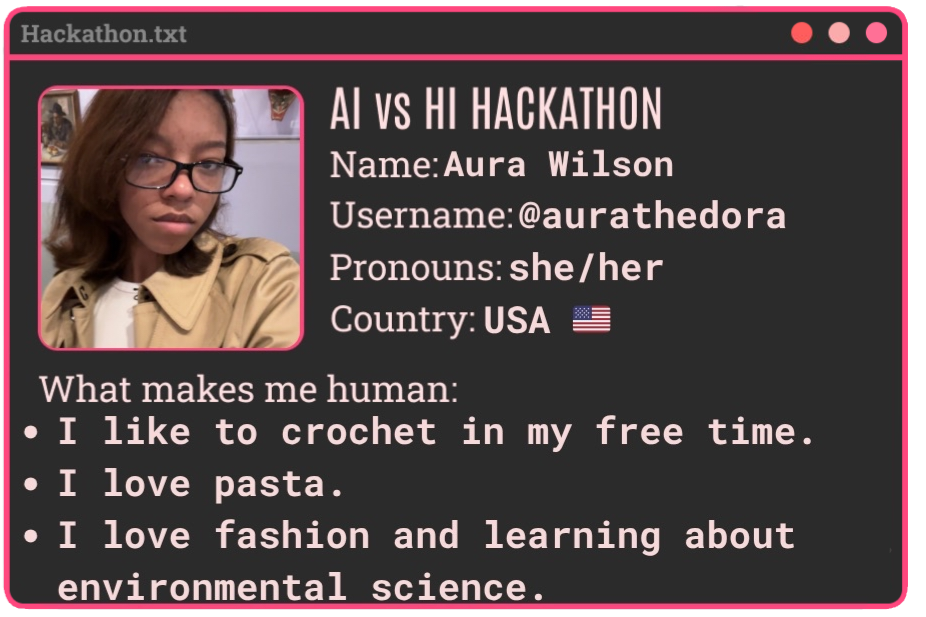 Hackathon.txt
AI vs HI HACKATHON
Name: Aura Wilson
Username: @aurathedora
Pronouns: she/her
Country: USA 🇺🇸
What makes me human:
• I like to crochet in my free time.
• I love pasta.
• I love fashion and learning about
environmental science.